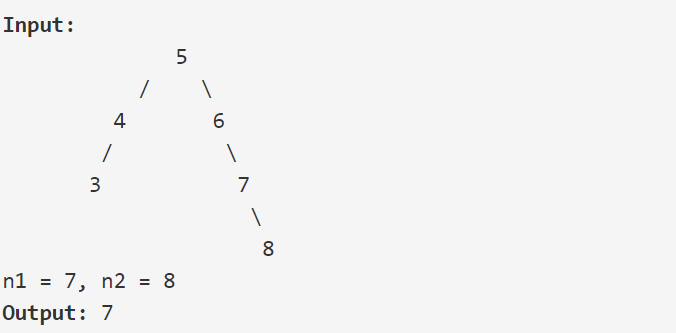 Input:
5
/ \
4 6
/ \
3 7
\
8
n1 = 7, n2 = 8
Output: 7